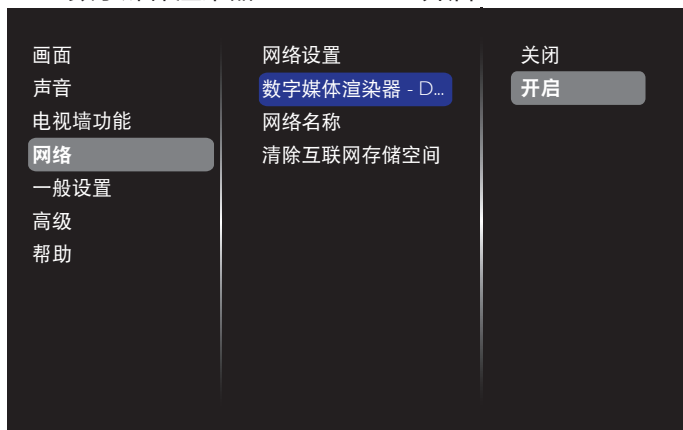 画面
声音
电视墙功能
网络
一般设置
高级
帮助
网络设置
数字媒体渲染器 - D...
网络名称
清除互联网存储空间
关闭
开启